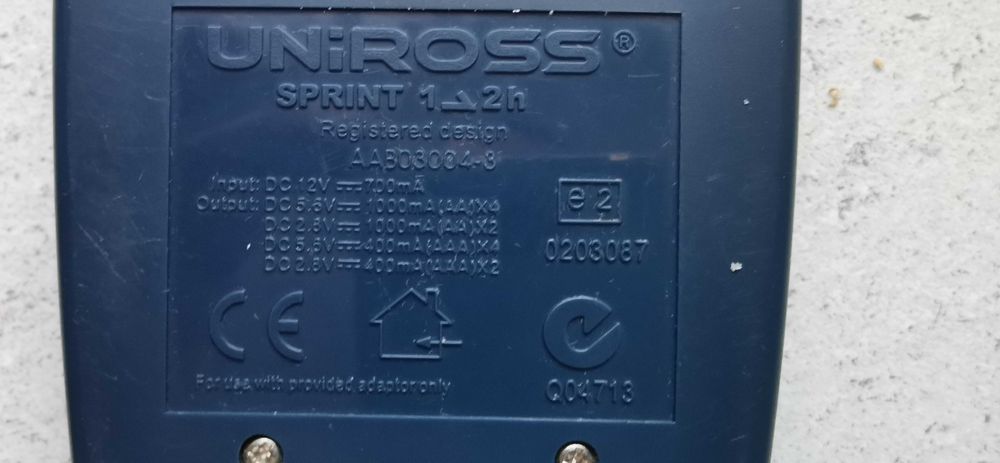 UNiROSS®
SPRINT 1 2h
Registered design
AAB03004-3
Input: DC 12V 700mA
Output: DC 5.6V 1000mA(AA)X4
DC 2.8V 1000mA(AA)X2
DC 5.6V 400mA(AAA)X4
DC 2.8V 400mA(AAA)X2
e 2
0203087
CE
For use with provided adaptor only
Q04713